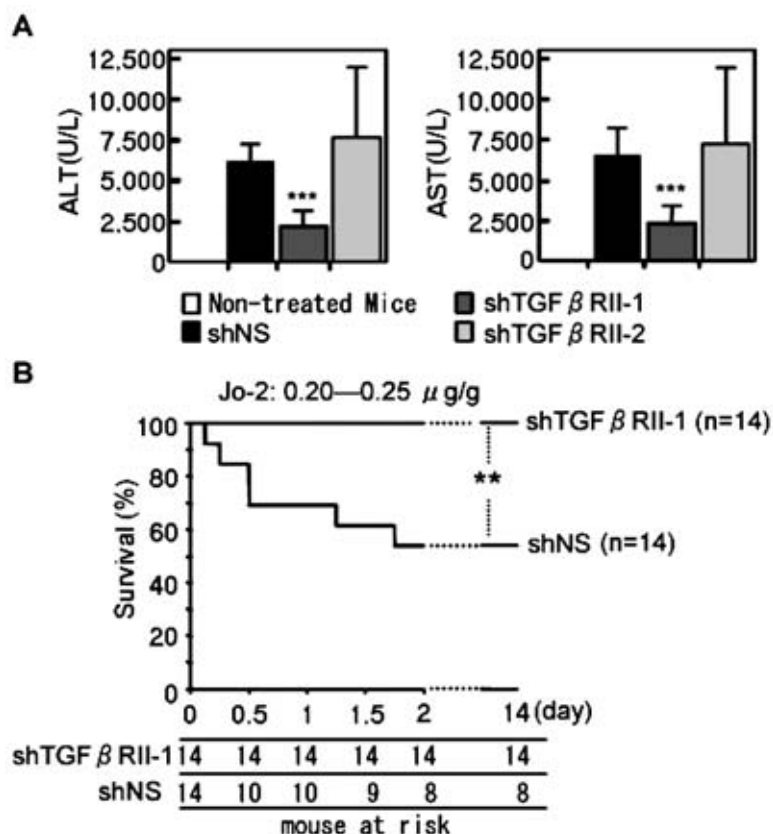 A
ALT(U/L)
12.500
10.000
7.500
5.000
2.500
0
***
AST(U/L)
12.500
10.000
7.500
5.000
2.500
0
***
Non-treated Mice
shNS
shTGF β RII-1
shTGF β RII-2
B
Jo-2: 0.20—0.25 μ g/g
Survival (%)
100
80
60
40
20
0
shTGF β RII-1 (n=14)
**
shNS (n=14)
0 0.5 1 1.5 2 14 (day)
shTGF β RII-1 14 14 14 14 14 14
shNS 14 10 10 9 8 8
mouse at risk